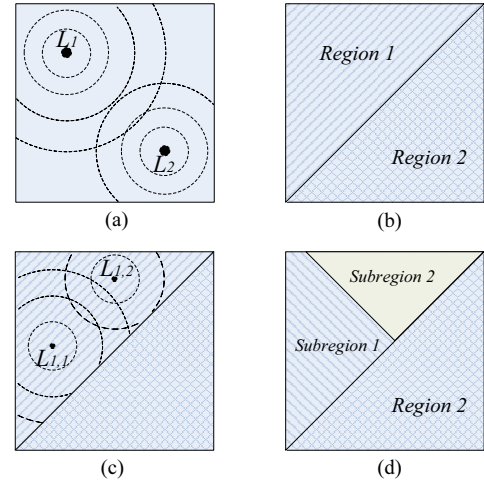 L1
L2
(a)
Region 1
Region 2
(b)
L1,2
L1,1
(c)
Subregion 2
Subregion 1
Region 2
(d)